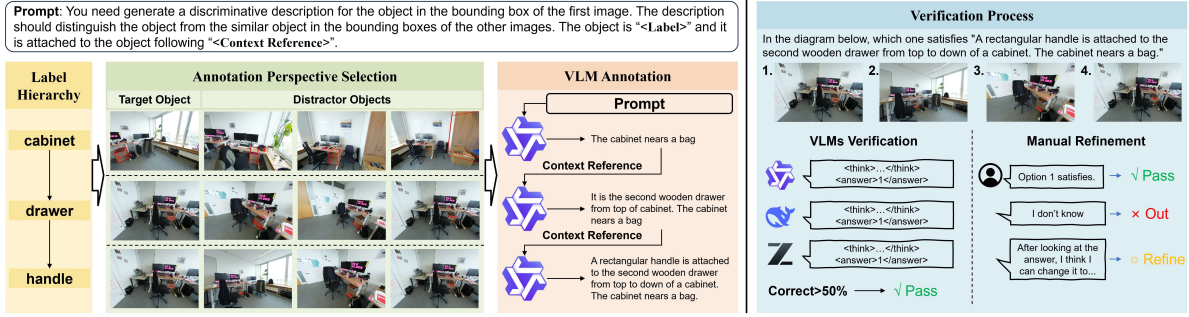 Prompt: You need generate a discriminative description for the object in the bounding box of the first image. The description
should distinguish the object from the similar object in the bounding boxes of the other images. The object is “<Label>” and it
is attached to the object following “<Context Reference>”.
Label
Hierarchy
cabinet
drawer
handle
Annotation Perspective Selection
Target Object
Distractor Objects
VLM Annotation
Prompt
The cabinet nears a bag
Context Reference
It is the second wooden drawer
from top of cabinet. The cabinet
nears a bag
Context Reference
A rectangular handle is attached
to the second wooden drawer
from top to down of a cabinet.
The cabinet nears a bag.
Verification Process
In the diagram below, which one satisfies "A rectangular handle is attached to the
second wooden drawer from top to down of a cabinet. The cabinet nears a bag."
1.
2.
3.
4.
VLMs Verification
<think>...</think>
<answer>1</answer>
<think>...</think>
<answer>1</answer>
<think>...</think>
<answer>1</answer>
Correct>50%
√ Pass
Manual Refinement
Option 1 satisfies.
√ Pass
I don’t know
× Out
After looking at the
answer, I think I
can change it to...
○ Refine